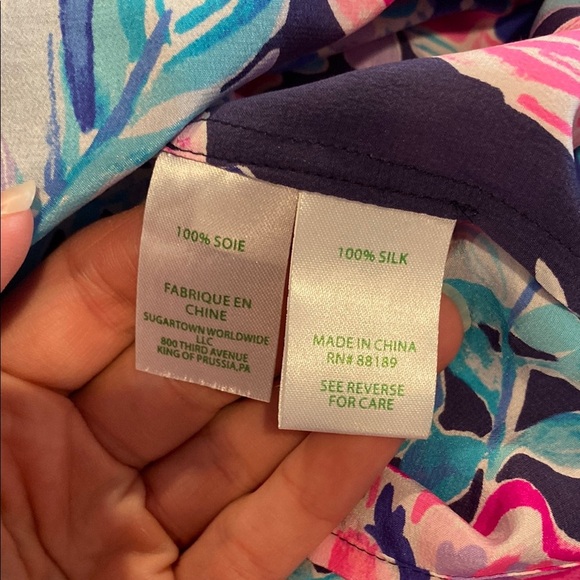 100% SOIE
FABRIQUE EN
CHINE
SUGARTOWN WORLDWIDE
LLC
800 THIRD AVENUE
KING OF PRUSSIA,PA
100% SILK
MADE IN CHINA
RN# 88189
SEE REVERSE
FOR CARE